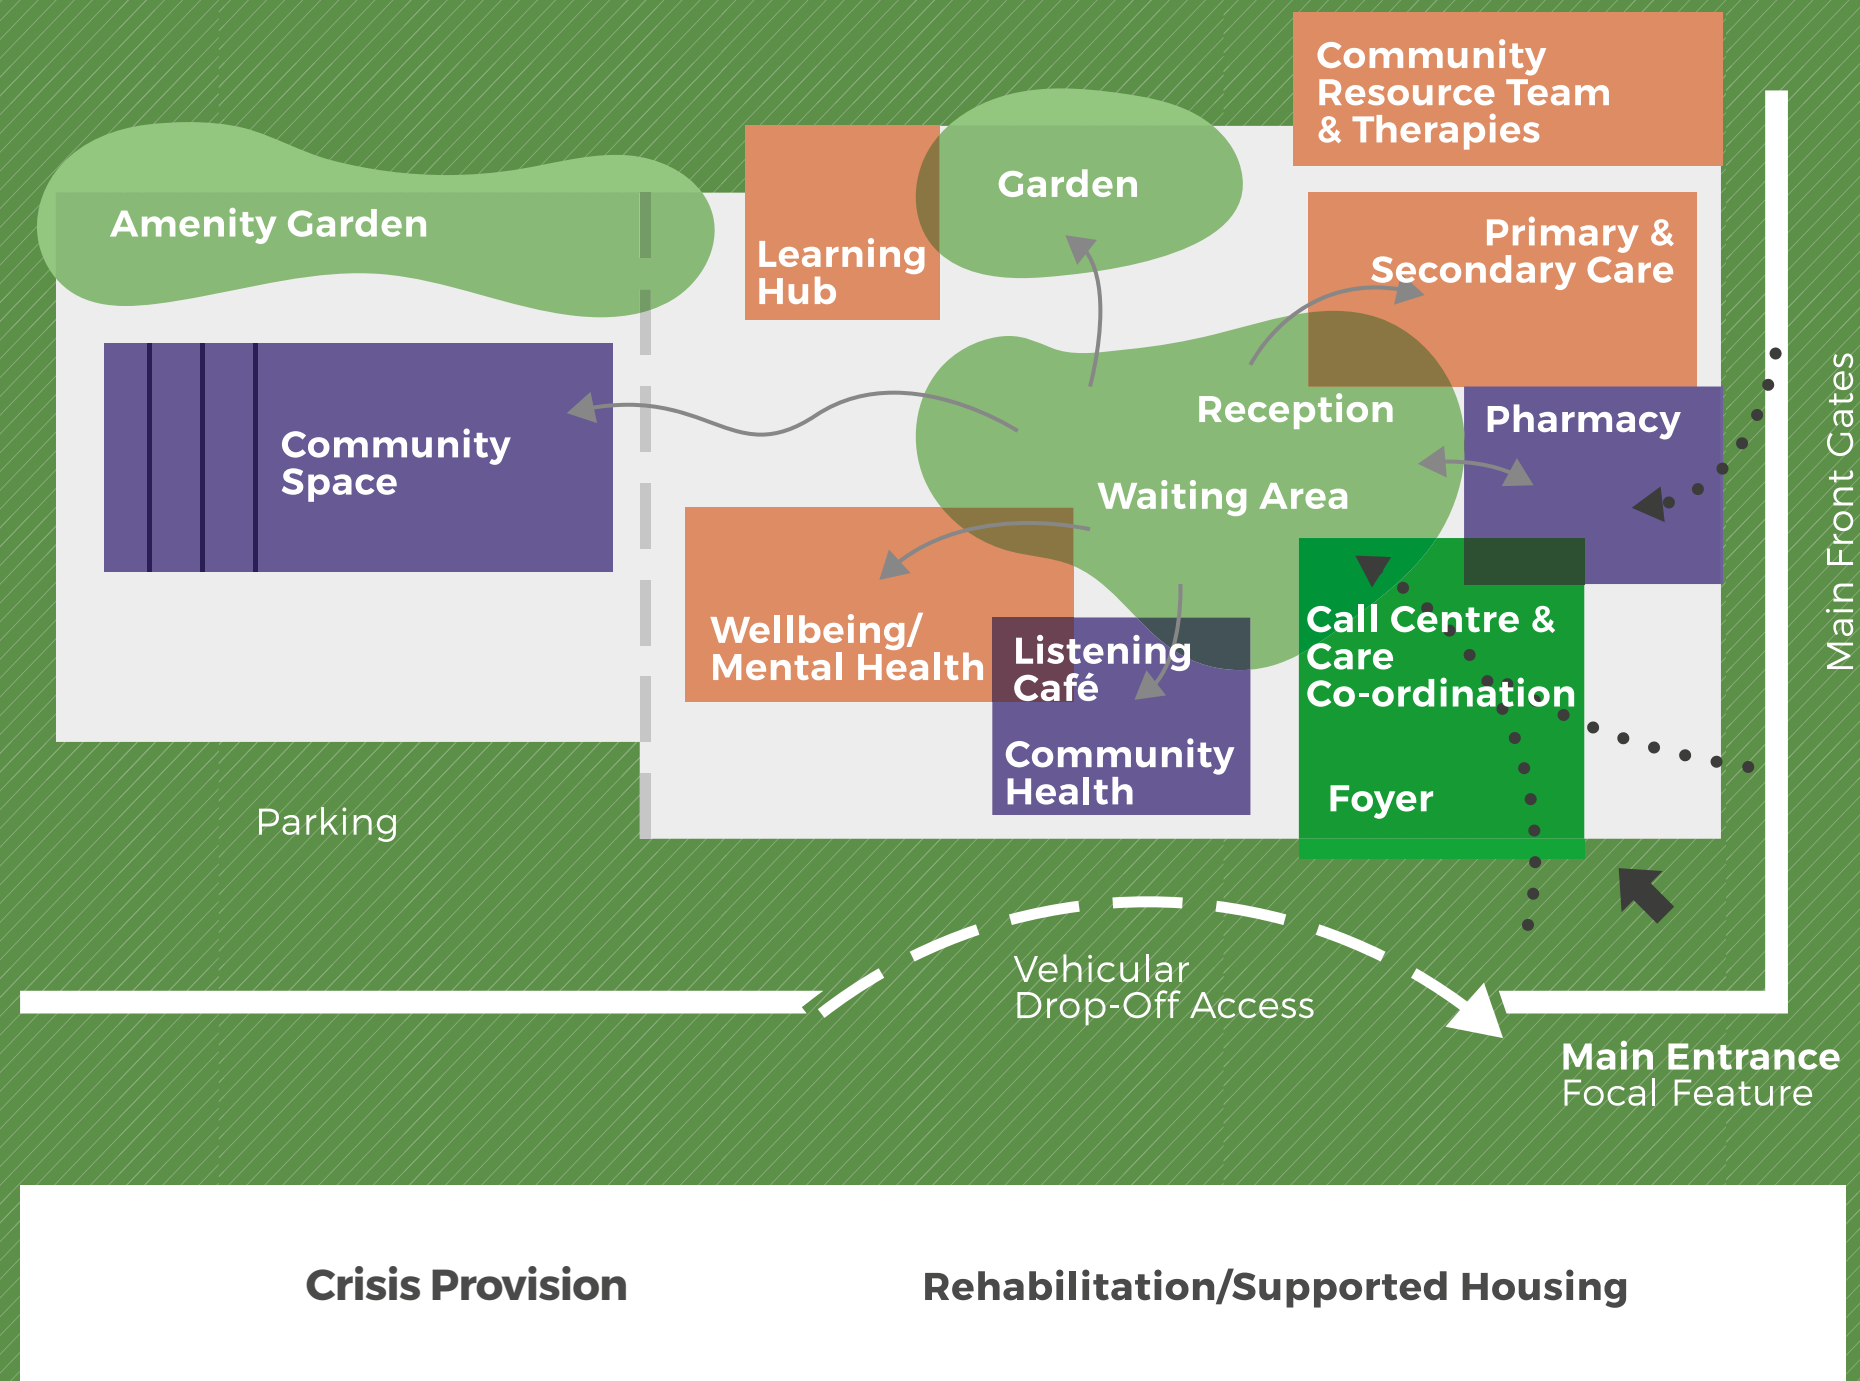 Community
Resource Team
& Therapies
Garden
Amenity Garden
Learning
Hub
Primary &
Secondary Care
Reception
Pharmacy
Main Front Gates
Community
Space
Waiting Area
Wellbeing/
Mental Health
Listening
Café
Community
Health
Call Centre &
Care
Co-ordination
Foyer
Parking
Vehicular
Drop-Off Access
Main Entrance
Focal Feature
Crisis Provision
Rehabilitation/Supported Housing